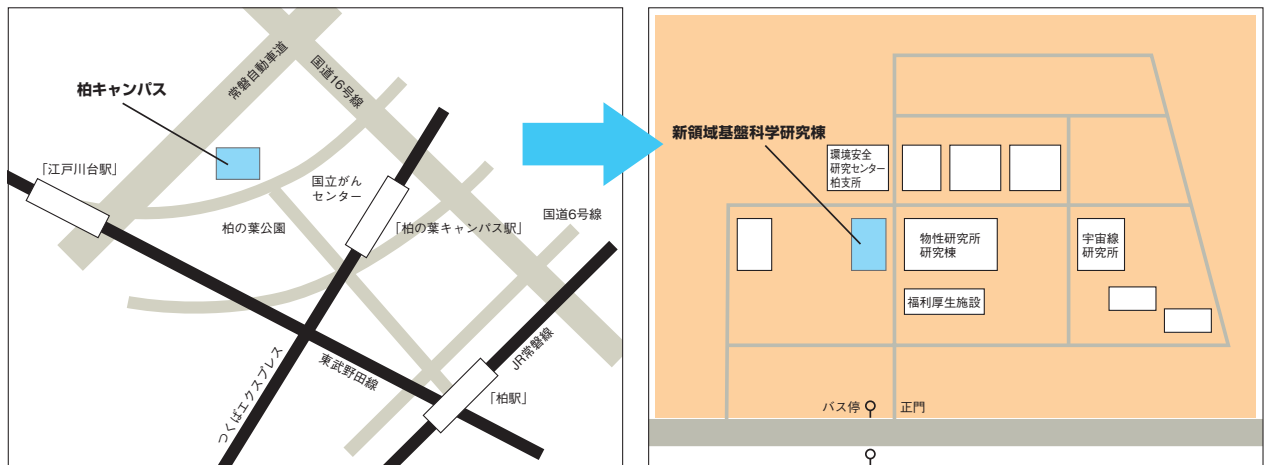 常磐自動車道
国道16号線
柏キャンパス
「江戸川台駅」
国立がん
センター
柏の葉公園
「柏の葉キャンパス駅」
国道6号線
つくばエクスプレス
東武野田線
JR常磐線
「柏駅」
新領域基盤科学研究棟
環境安全
研究センター
柏支所
物性研究所
研究棟
宇宙線
研究所
福利厚生施設
バス停
正門